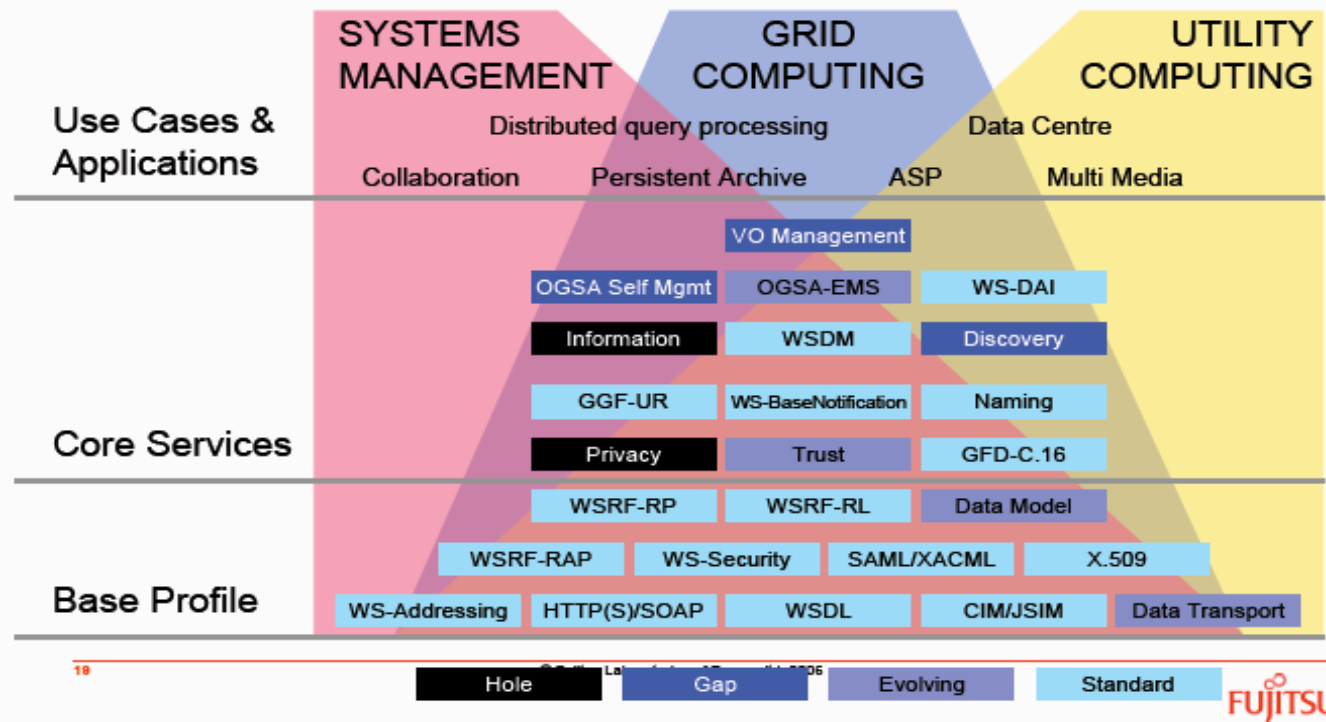 SYSTEMS MANAGEMENT
GRID COMPUTING
UTILITY COMPUTING
Use Cases & Applications
Distributed query processing
Data Centre
Collaboration
Persistent Archive
ASP
Multi Media
VO Management
OGSA Self Mgmt
OGSA-EMS
WS-DAI
Information
WSDM
Discovery
GGF-UR
WS-BaseNotification
Naming
Core Services
Privacy
Trust
GFD-C.16
WSRF-RP
WSRF-RL
Data Model
WSRF-RAP
WS-Security
SAML/XACML
X.509
Base Profile
WS-Addressing
HTTP(S)/SOAP
WSDL
CIM/JSIM
Data Transport
19
Hole
Gap
Evolving
Standard
FUJITSU